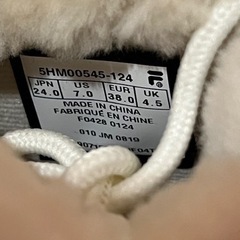 5HM00545-124
JPN US EUR UK
24.0 7.0 38.0 4.5
MADE IN CHINA
FABRIQUÉ EN CHINE
F0428 0124
010 JM 0819